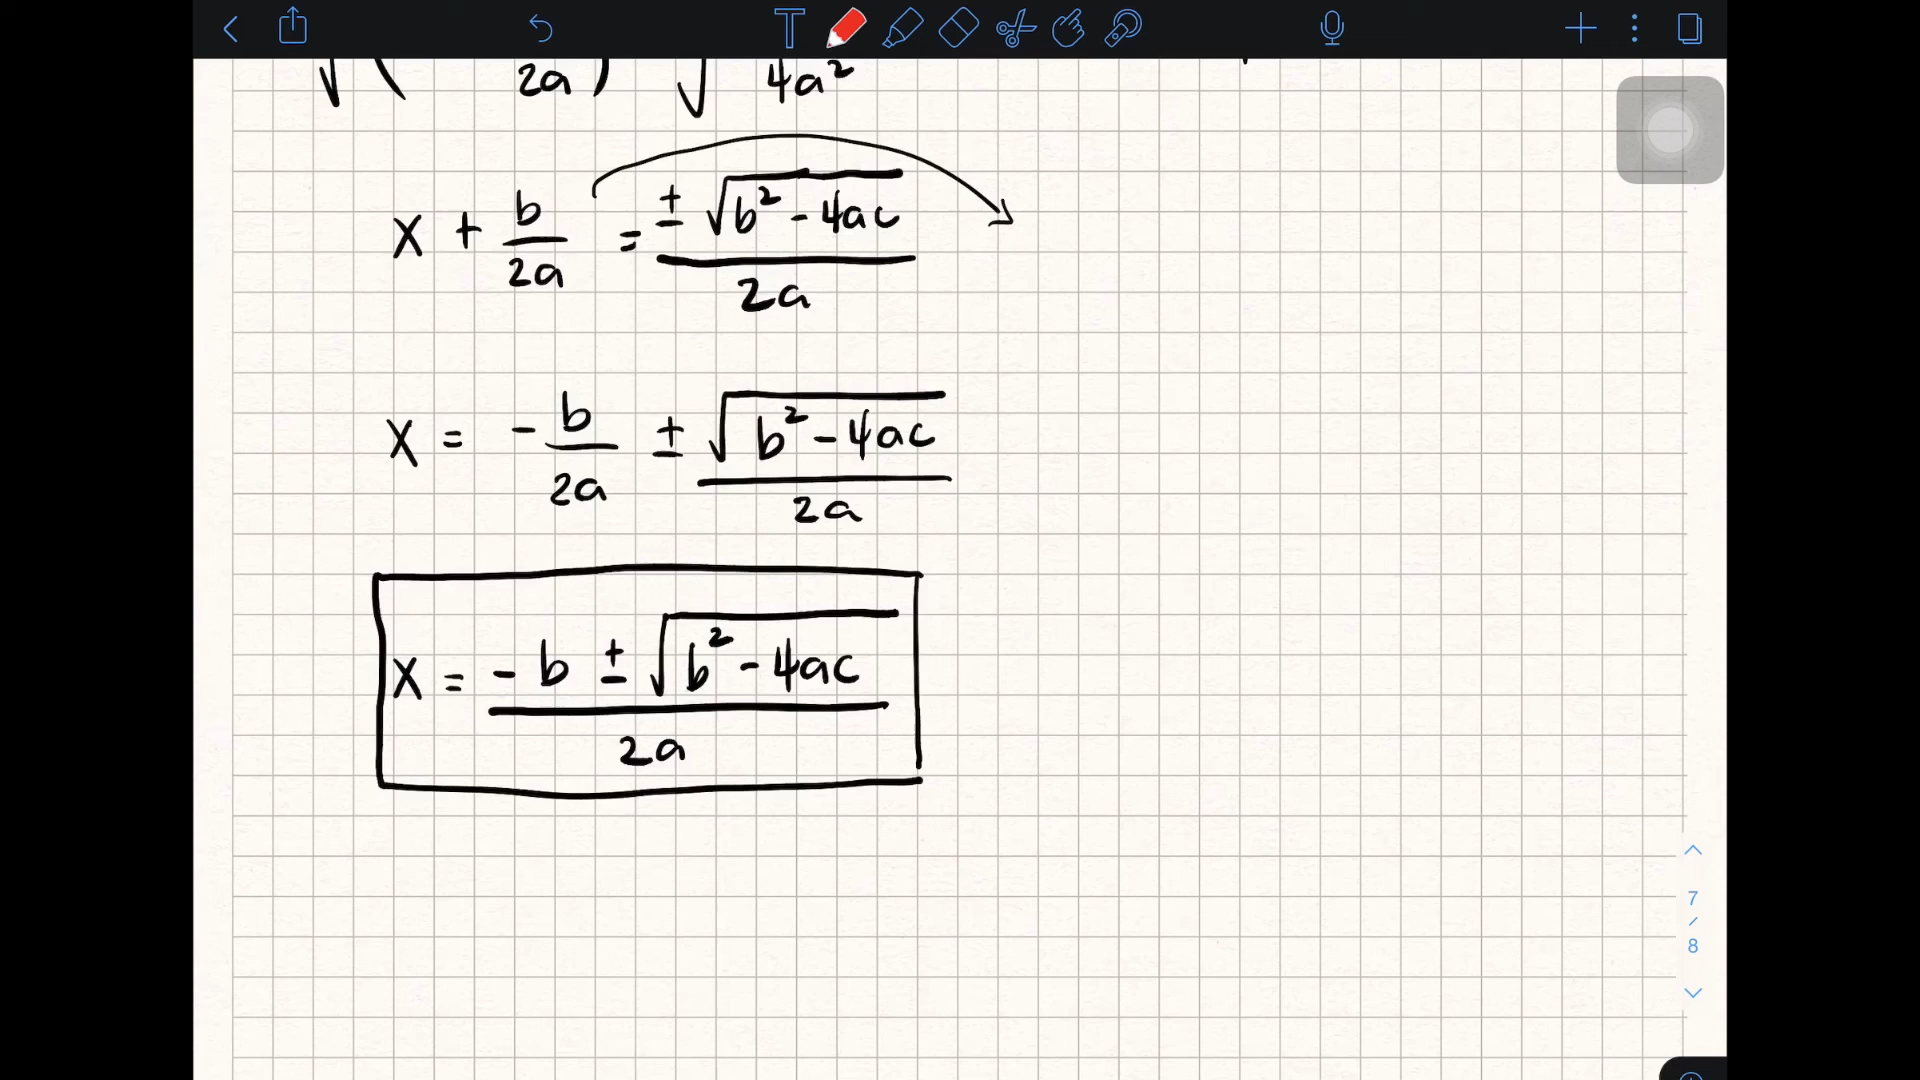 √( 2a) √ 4a²
x + b/2a = ± √(b² - 4ac) / 2a
x = - b/2a ± √(b² - 4ac) / 2a
x = - b ± √(b² - 4ac) / 2a
7
/
8